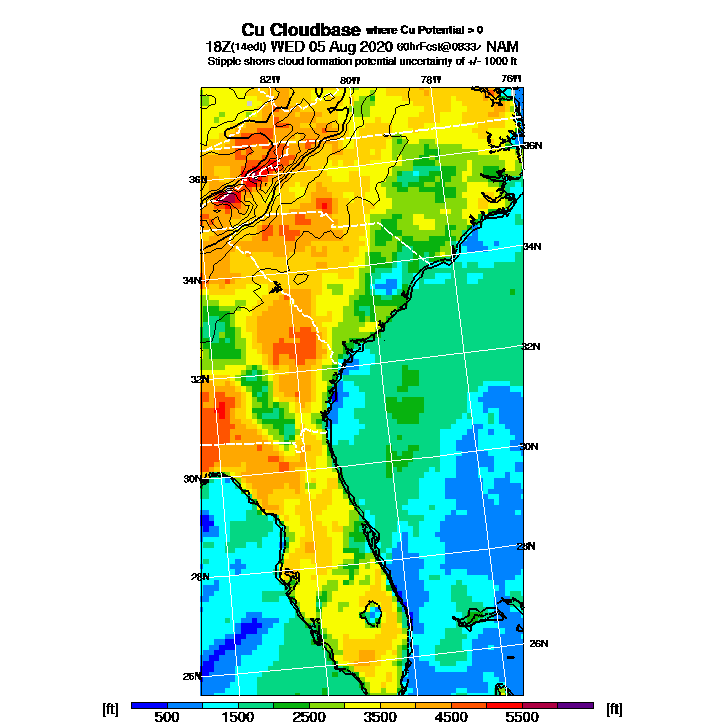 Cu Cloudbase where Cu Potential > 0
18Z(14edt) WED 05 Aug 2020 60hrFcst@0833z NAM
Stipple shows cloud formation potential uncertainty of +/- 1000 ft
82W 80W 78W 76W
36N
36N
34N
34N
32N
32N
30N
30N
28N
28N
26N
26N
[ft] 500 1500 2500 3500 4500 5500 [ft]